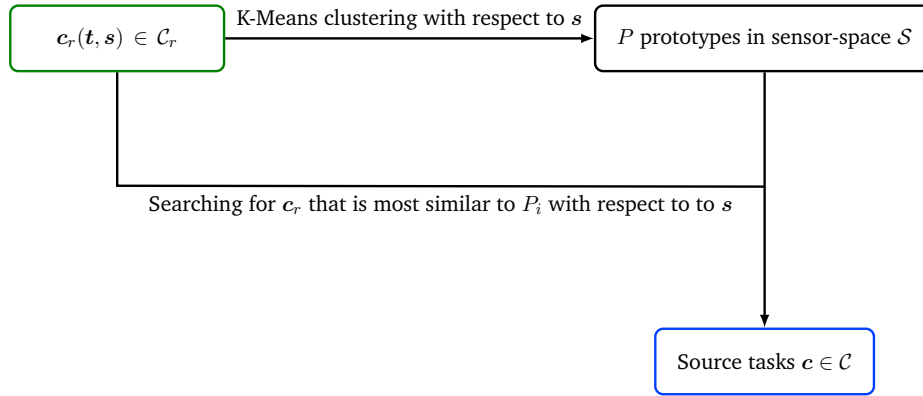 K-Means clustering with respect to s
c_r(t, s) ∈ C_r
P prototypes in sensor-space S
Searching for c_r that is most similar to P_i with respect to to s
Source tasks c ∈ C